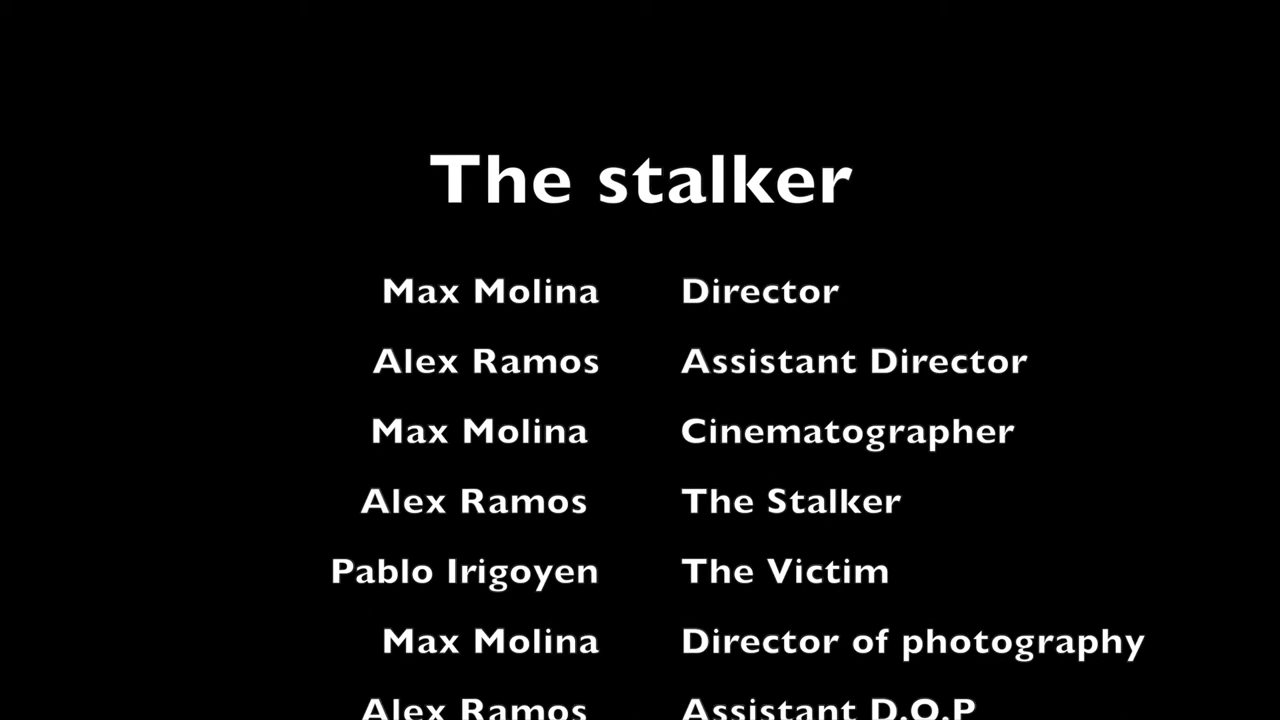 The stalker
Max Molina Director
Alex Ramos Assistant Director
Max Molina Cinematographer
Alex Ramos The Stalker
Pablo Irigoyen The Victim
Max Molina Director of photography
Alex Ramos Assistant D.O.P